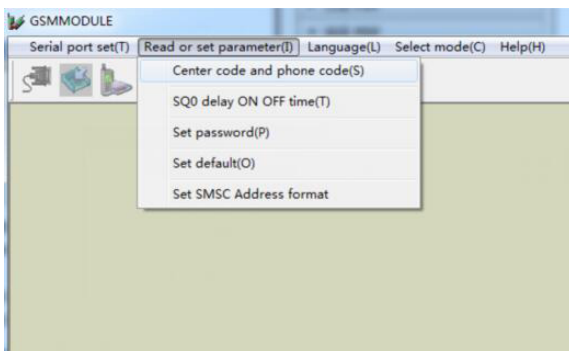 GSMMODULE
Serial port set(T) Read or set parameter(I) Language(L) Select mode(C) Help(H)
Center code and phone code(S)
SQ0 delay ON OFF time(T)
Set password(P)
Set default(O)
Set SMSC Address format